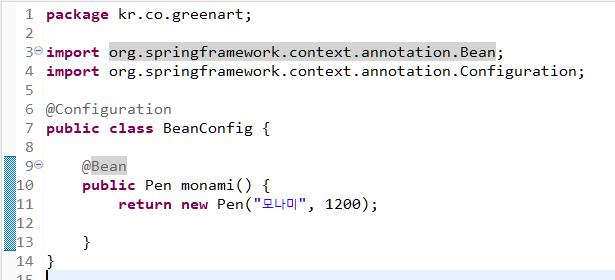 1 package kr.co.greenart;
2
3 import org.springframework.context.annotation.Bean;
4 import org.springframework.context.annotation.Configuration;
5
6 @Configuration
7 public class BeanConfig {
8
9 @Bean
10 public Pen monami() {
11 return new Pen("모나미", 1200);
12
13 }
14 }
15